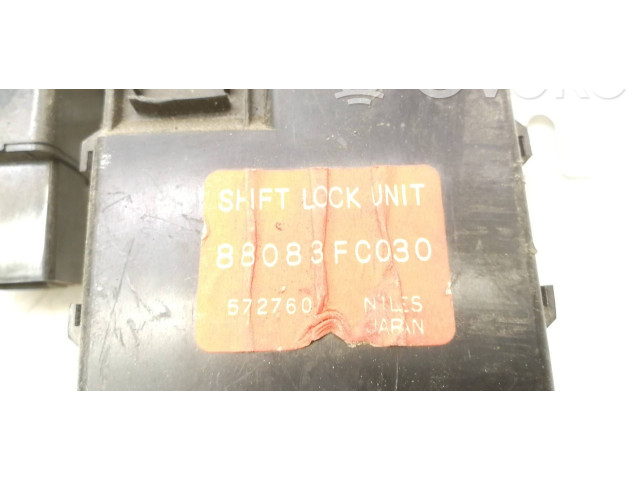 SHIFT LOCK UNIT
88083FC030
572760 NILES
JAPAN